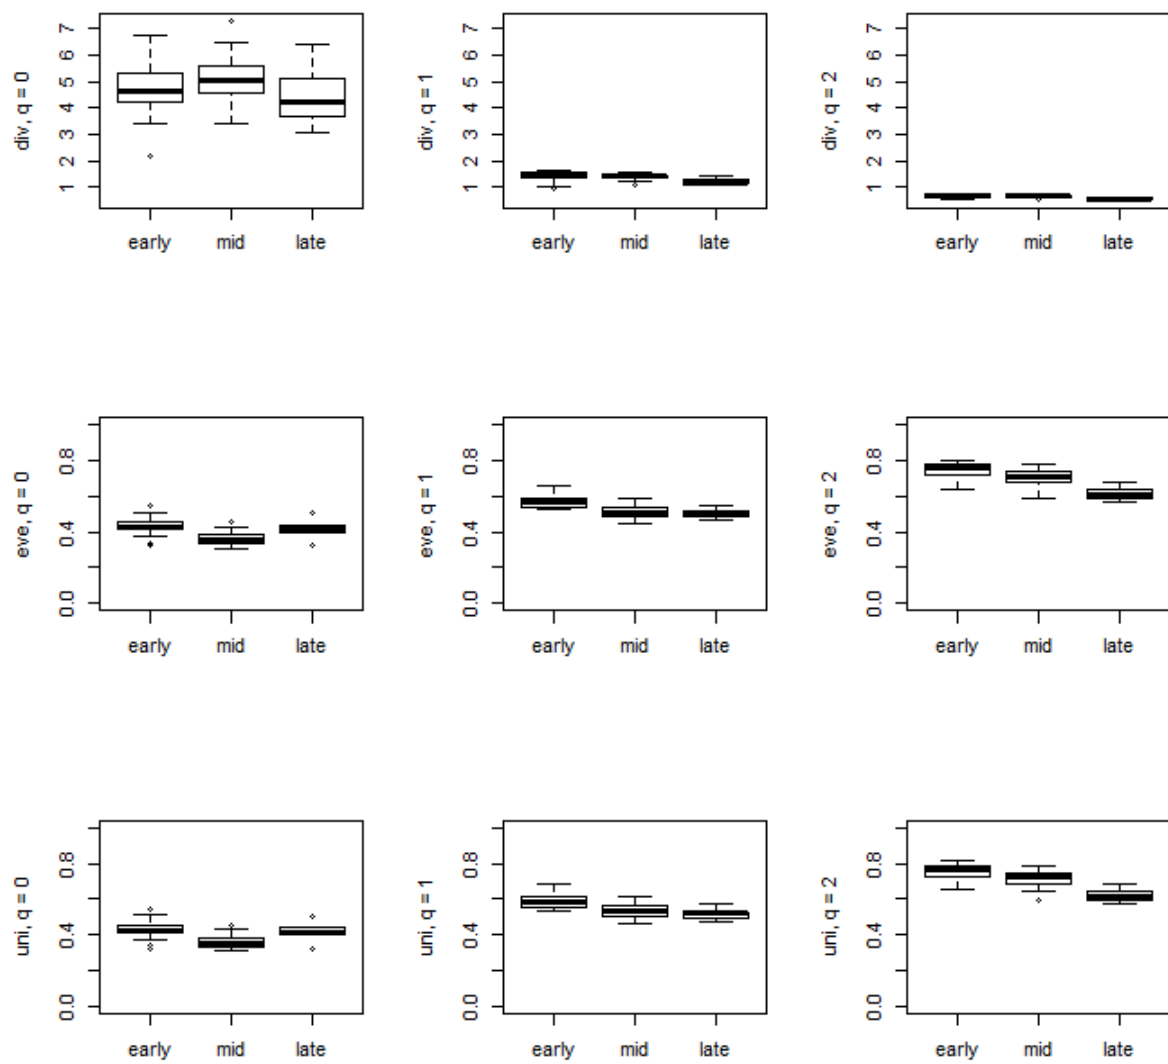 div, q = 0
7
6
5
4
3
2
1
early mid late
div, q = 1
7
6
5
4
3
2
1
early mid late
div, q = 2
7
6
5
4
3
2
1
early mid late
eve, q = 0
0.8
0.4
0.0
early mid late
eve, q = 1
0.8
0.4
0.0
early mid late
eve, q = 2
0.8
0.4
0.0
early mid late
uni, q = 0
0.8
0.4
0.0
early mid late
uni, q = 1
0.8
0.4
0.0
early mid late
uni, q = 2
0.8
0.4
0.0
early mid late